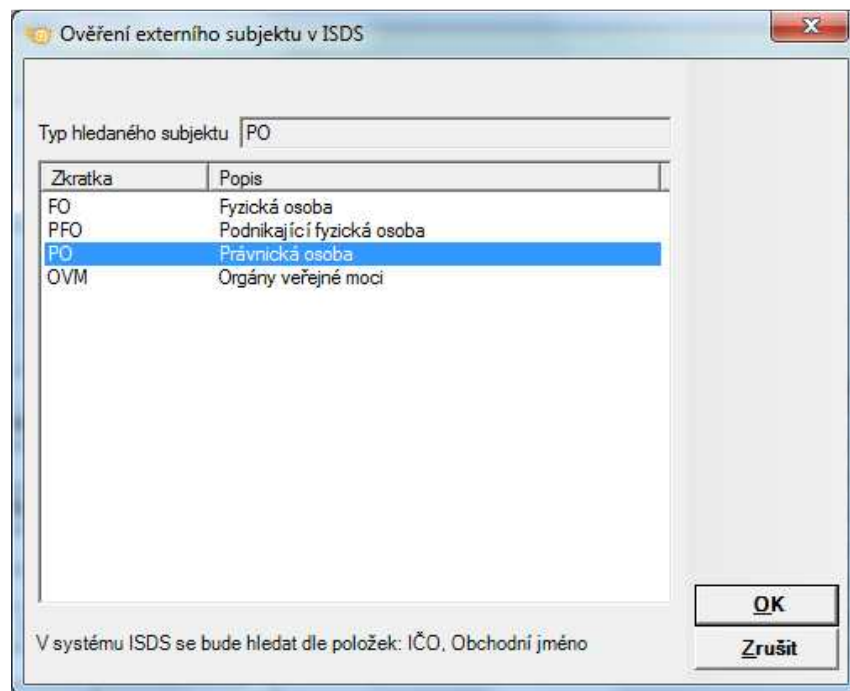 Ověření externího subjektu v ISDS
Typ hledaného subjektu PO
Zkratka Popis
FO Fyzická osoba
PFO Podnikající fyzická osoba
PO Právnická osoba
OVM Orgány veřejné moci
OK
V systému ISDS se bude hledat dle položek: IČO, Obchodní jméno
Zrušit